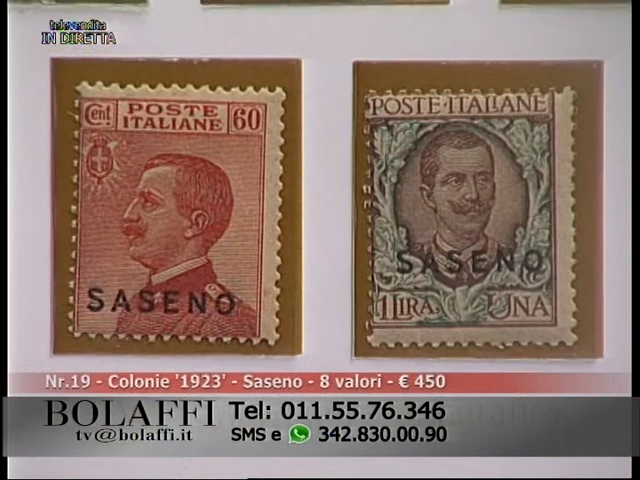 televendita
IN DIRETTA
Cent POSTE ITALIANE 60
SASENO
POSTE·ITALIANE
SASENO
1 LIRA UNA
Nr.19 - Colonie '1923' - Saseno - 8 valori - € 450
BOLAFFI
tv@bolaffi.it
Tel: 011.55.76.346
SMS e 342.830.00.90